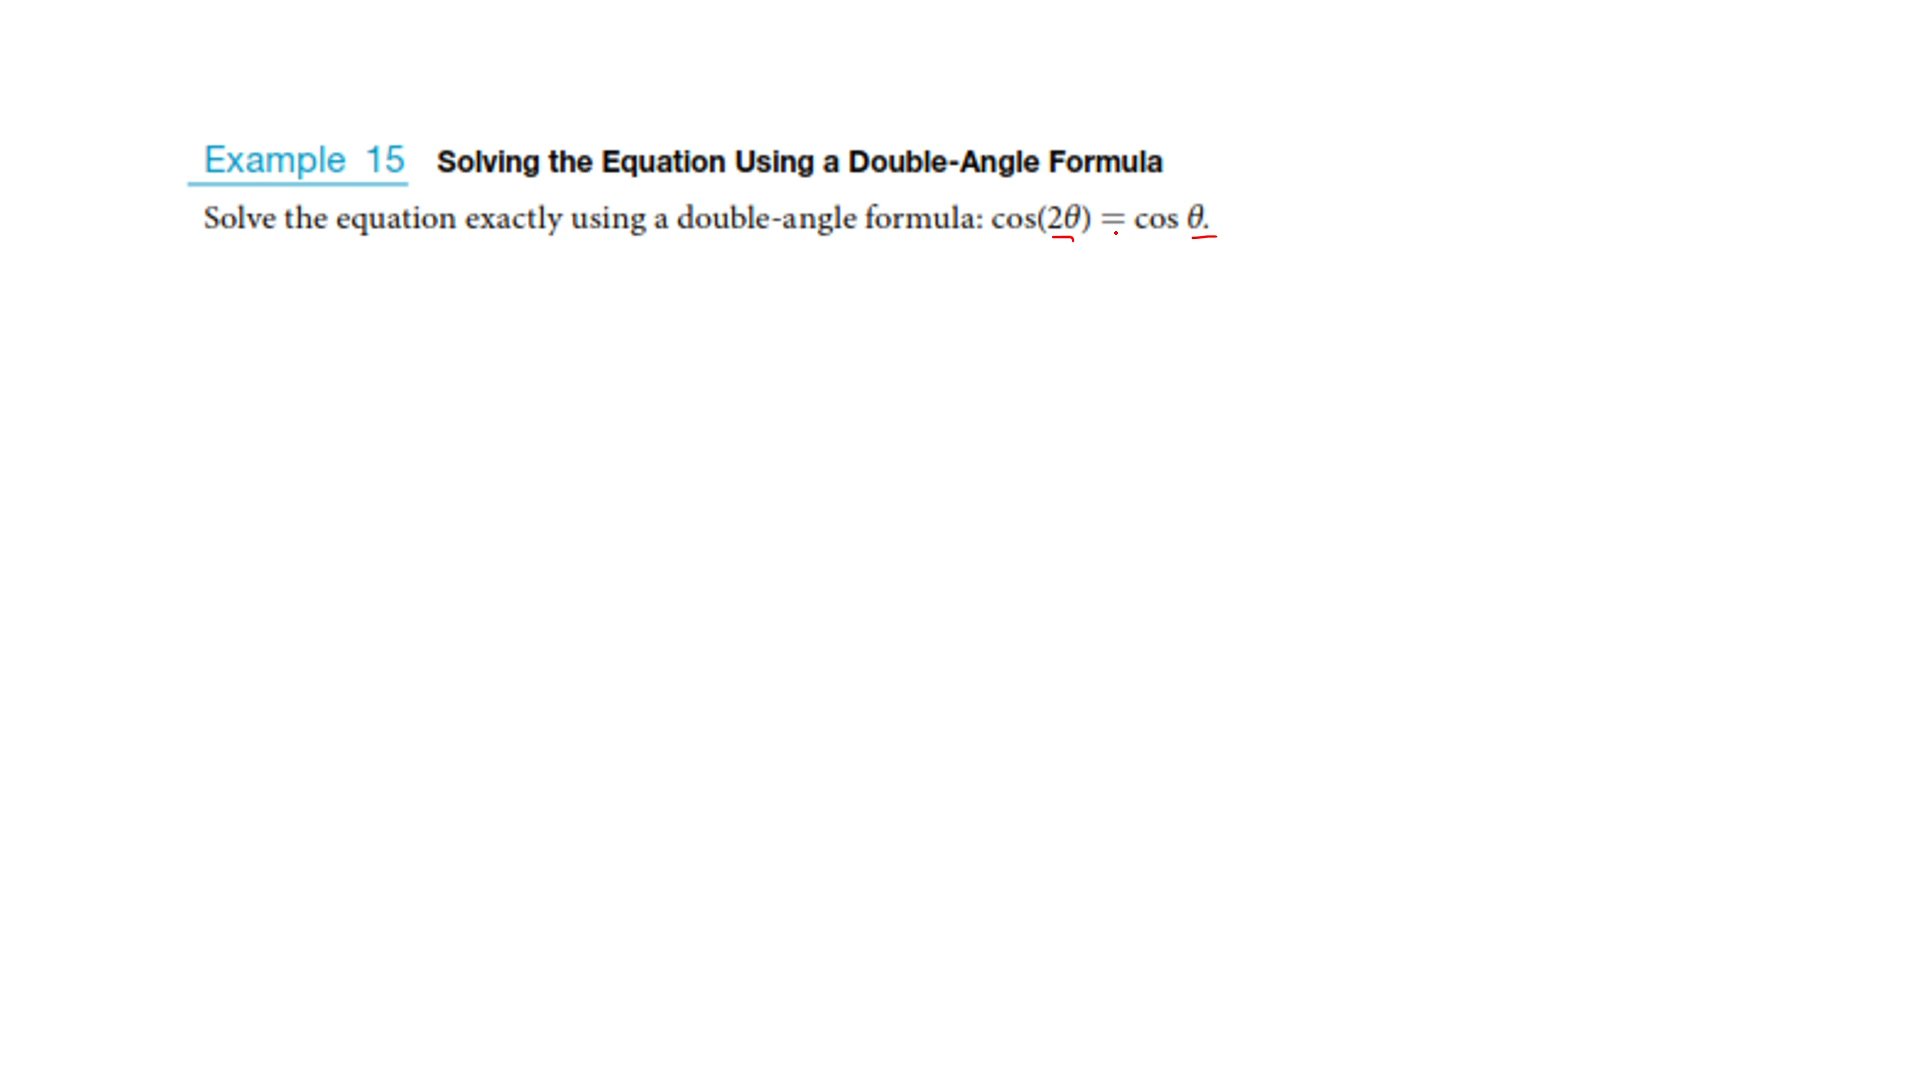 Example 15 Solving the Equation Using a Double-Angle Formula
Solve the equation exactly using a double-angle formula: cos(2θ) = cos θ.